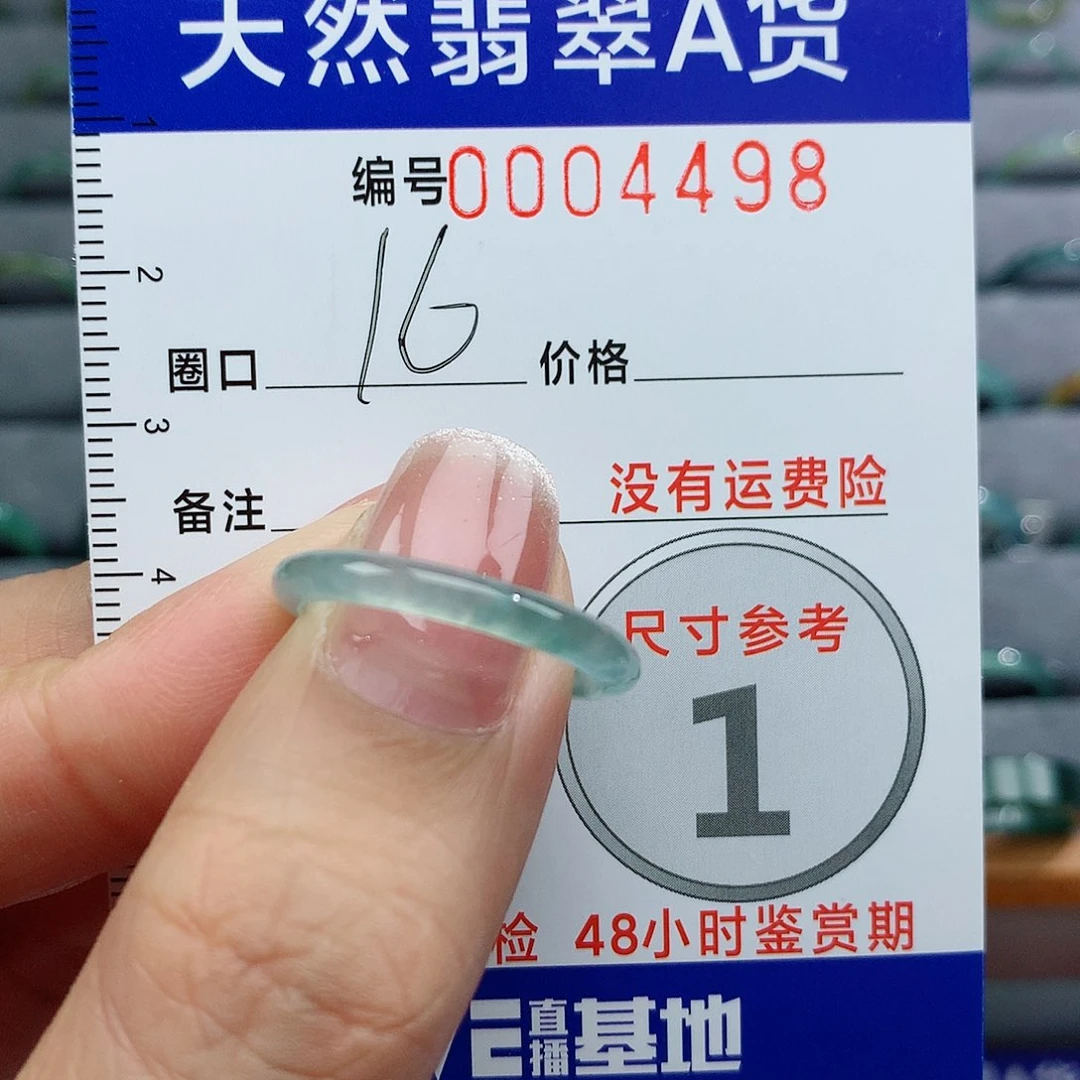 天然翡翠A货
1
编号0004498
2
圈口 16 价格
3
备注 没有运费险
4
尺寸参考
1
检 48小时鉴赏期
直播基地